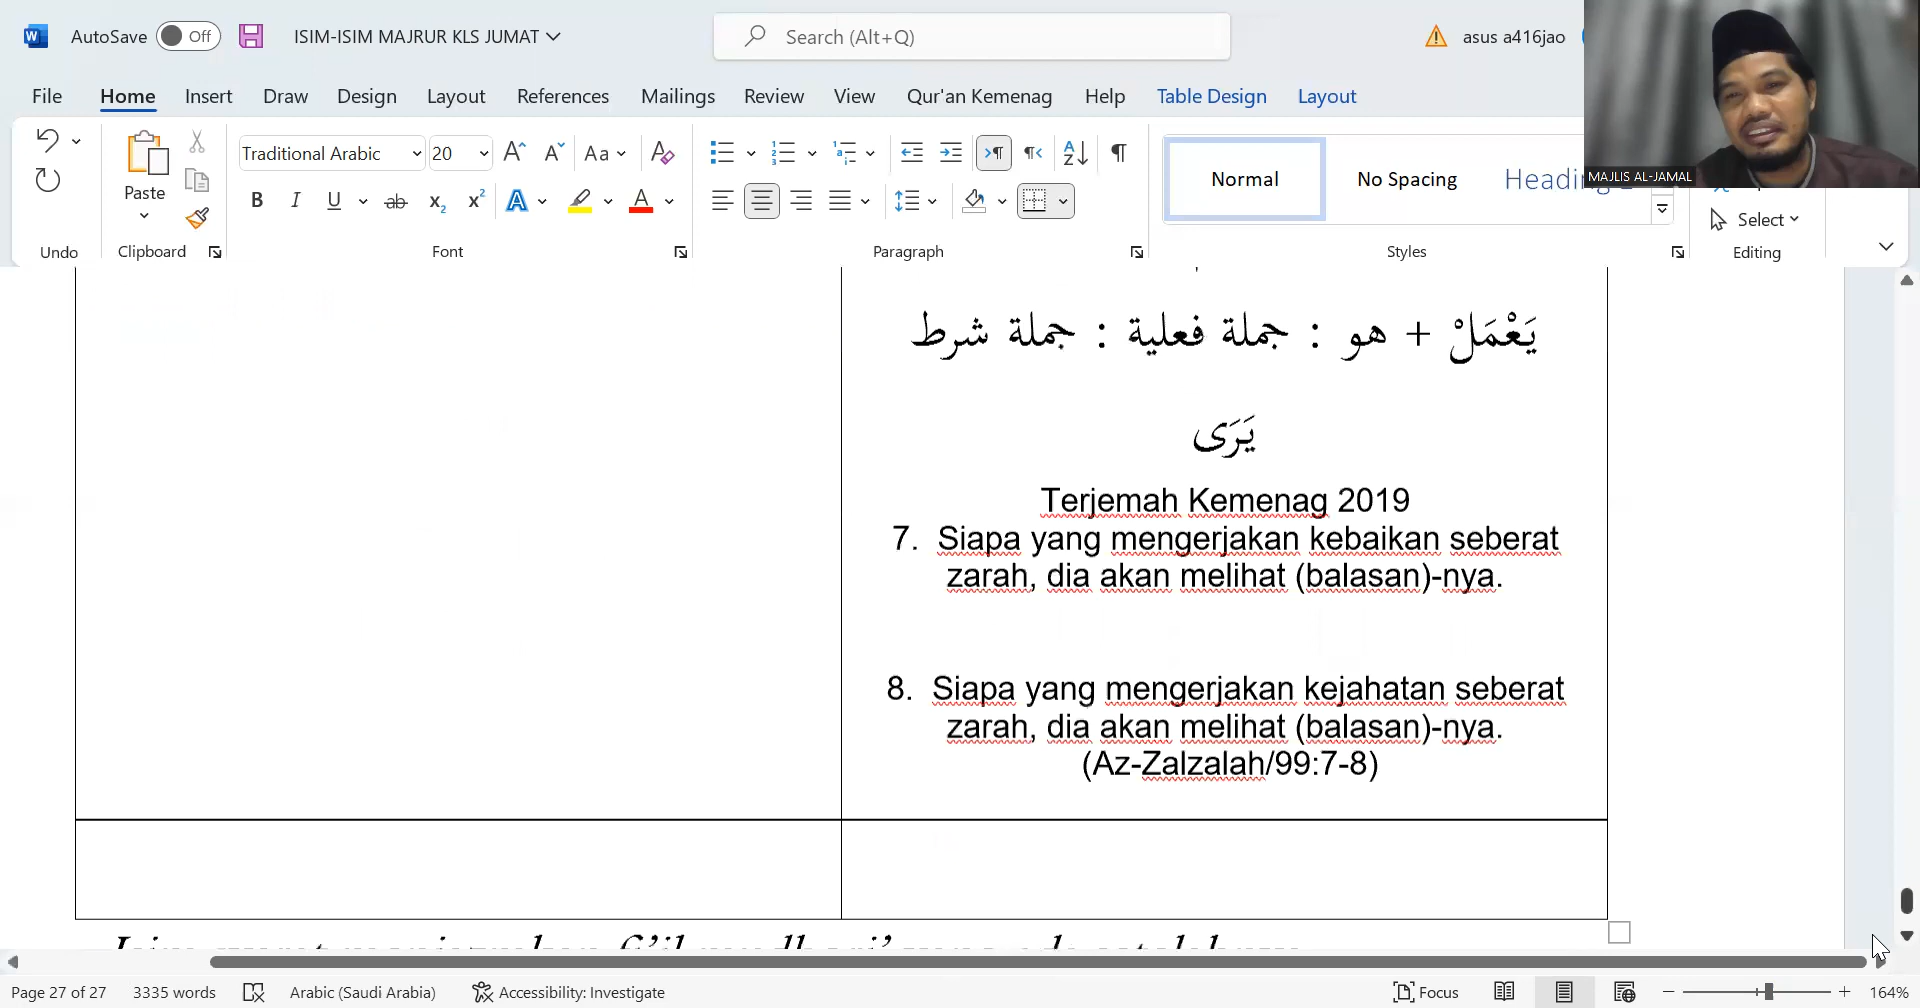 AutoSave Off ISIM-ISIM MAJRUR KLS JUMAT Search (Alt+Q) asus a416jao
File Home Insert Draw Design Layout References Mailings Review View Qur'an Kemenag Help Table Design Layout
MAJLIS AL-JAMAL
Paste
Traditional Arabic 20
Normal No Spacing Heading
Select
Undo Clipboard Font Paragraph Styles Editing
يَعْمَلْ + هو : جملة فعلية : جملة شرط
يَرَى
Terjemah Kemenag 2019
7. Siapa yang mengerjakan kebaikan seberat
zarah, dia akan melihat (balasan)-nya.
8. Siapa yang mengerjakan kejahatan seberat
zarah, dia akan melihat (balasan)-nya.
(Az-Zalzalah/99:7-8)
Page 27 of 27 3335 words Arabic (Saudi Arabia) Accessibility: Investigate Focus 164%